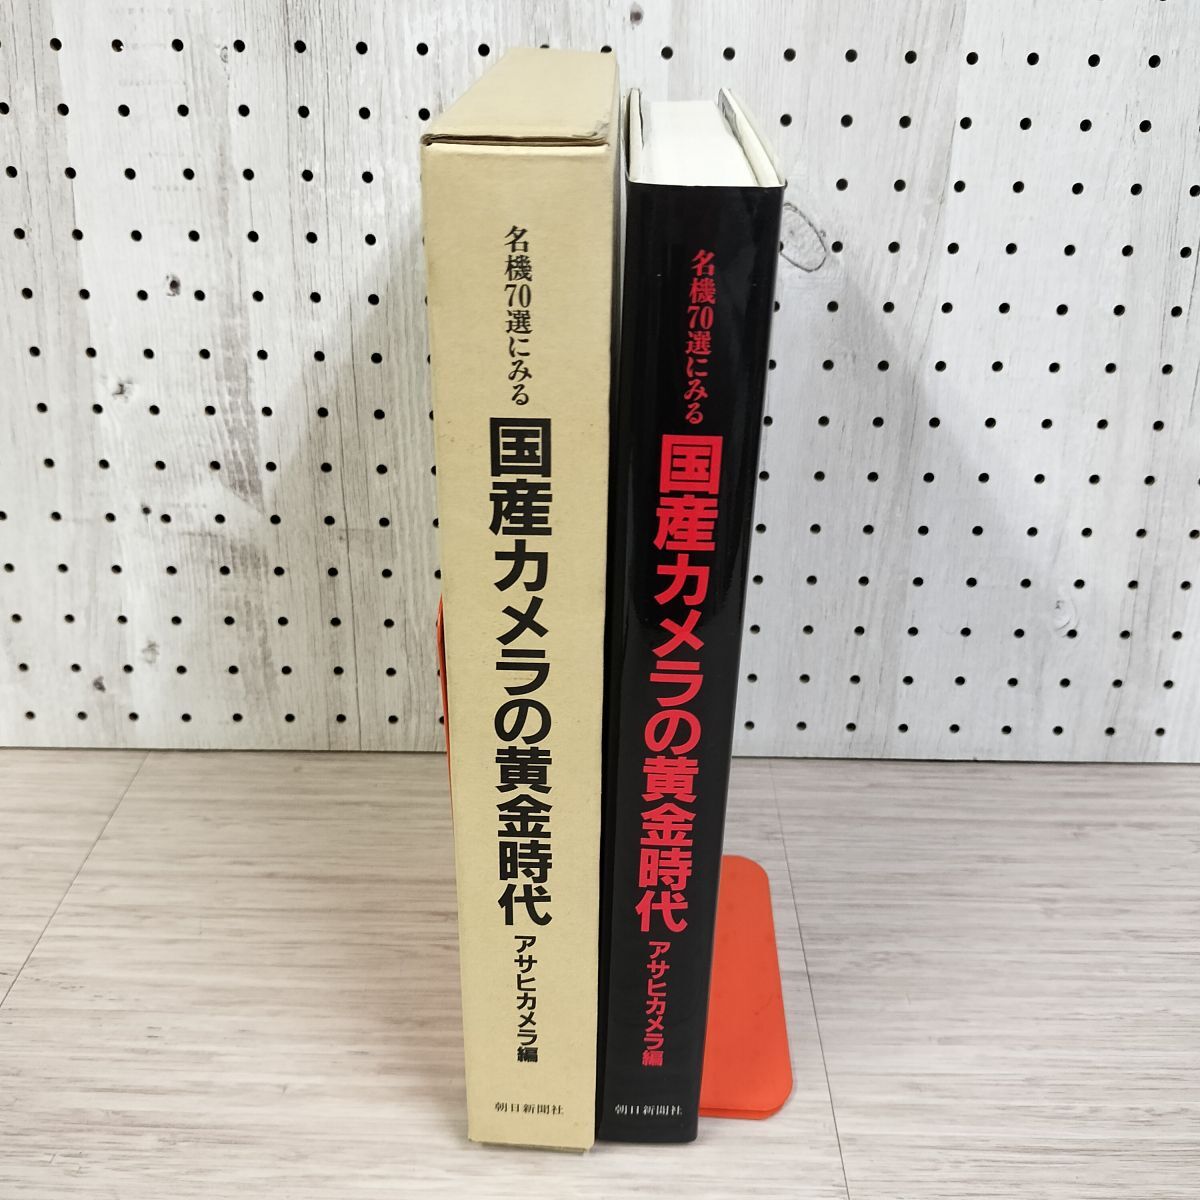 名機70選にみる
国産カメラの黄金時代
アサヒカメラ編
朝日新聞社
名機70選にみる
国産カメラの黄金時代
アサヒカメラ編
朝日新聞社